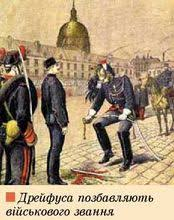 Дрейфуса позбавляють
військового звання